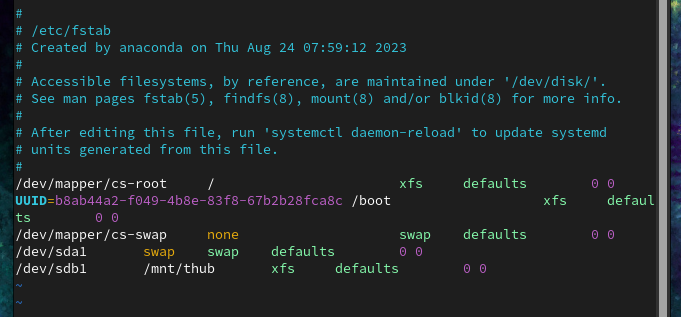 #
# /etc/fstab
# Created by anaconda on Thu Aug 24 07:59:12 2023
#
# Accessible filesystems, by reference, are maintained under '/dev/disk/'.
# See man pages fstab(5), findfs(8), mount(8) and/or blkid(8) for more info.
#
# After editing this file, run 'systemctl daemon-reload' to update systemd
# units generated from this file.
#
/dev/mapper/cs-root     /                       xfs     defaults        0 0
UUID=b8ab44a2-f049-4b8e-83f8-67b2b28fca8c /boot                   xfs     defaul
ts        0 0
/dev/mapper/cs-swap     none                    swap    defaults        0 0
/dev/sda1       swap    swap    defaults        0 0
/dev/sdb1       /mnt/thub       xfs     defaults        0 0
~
~